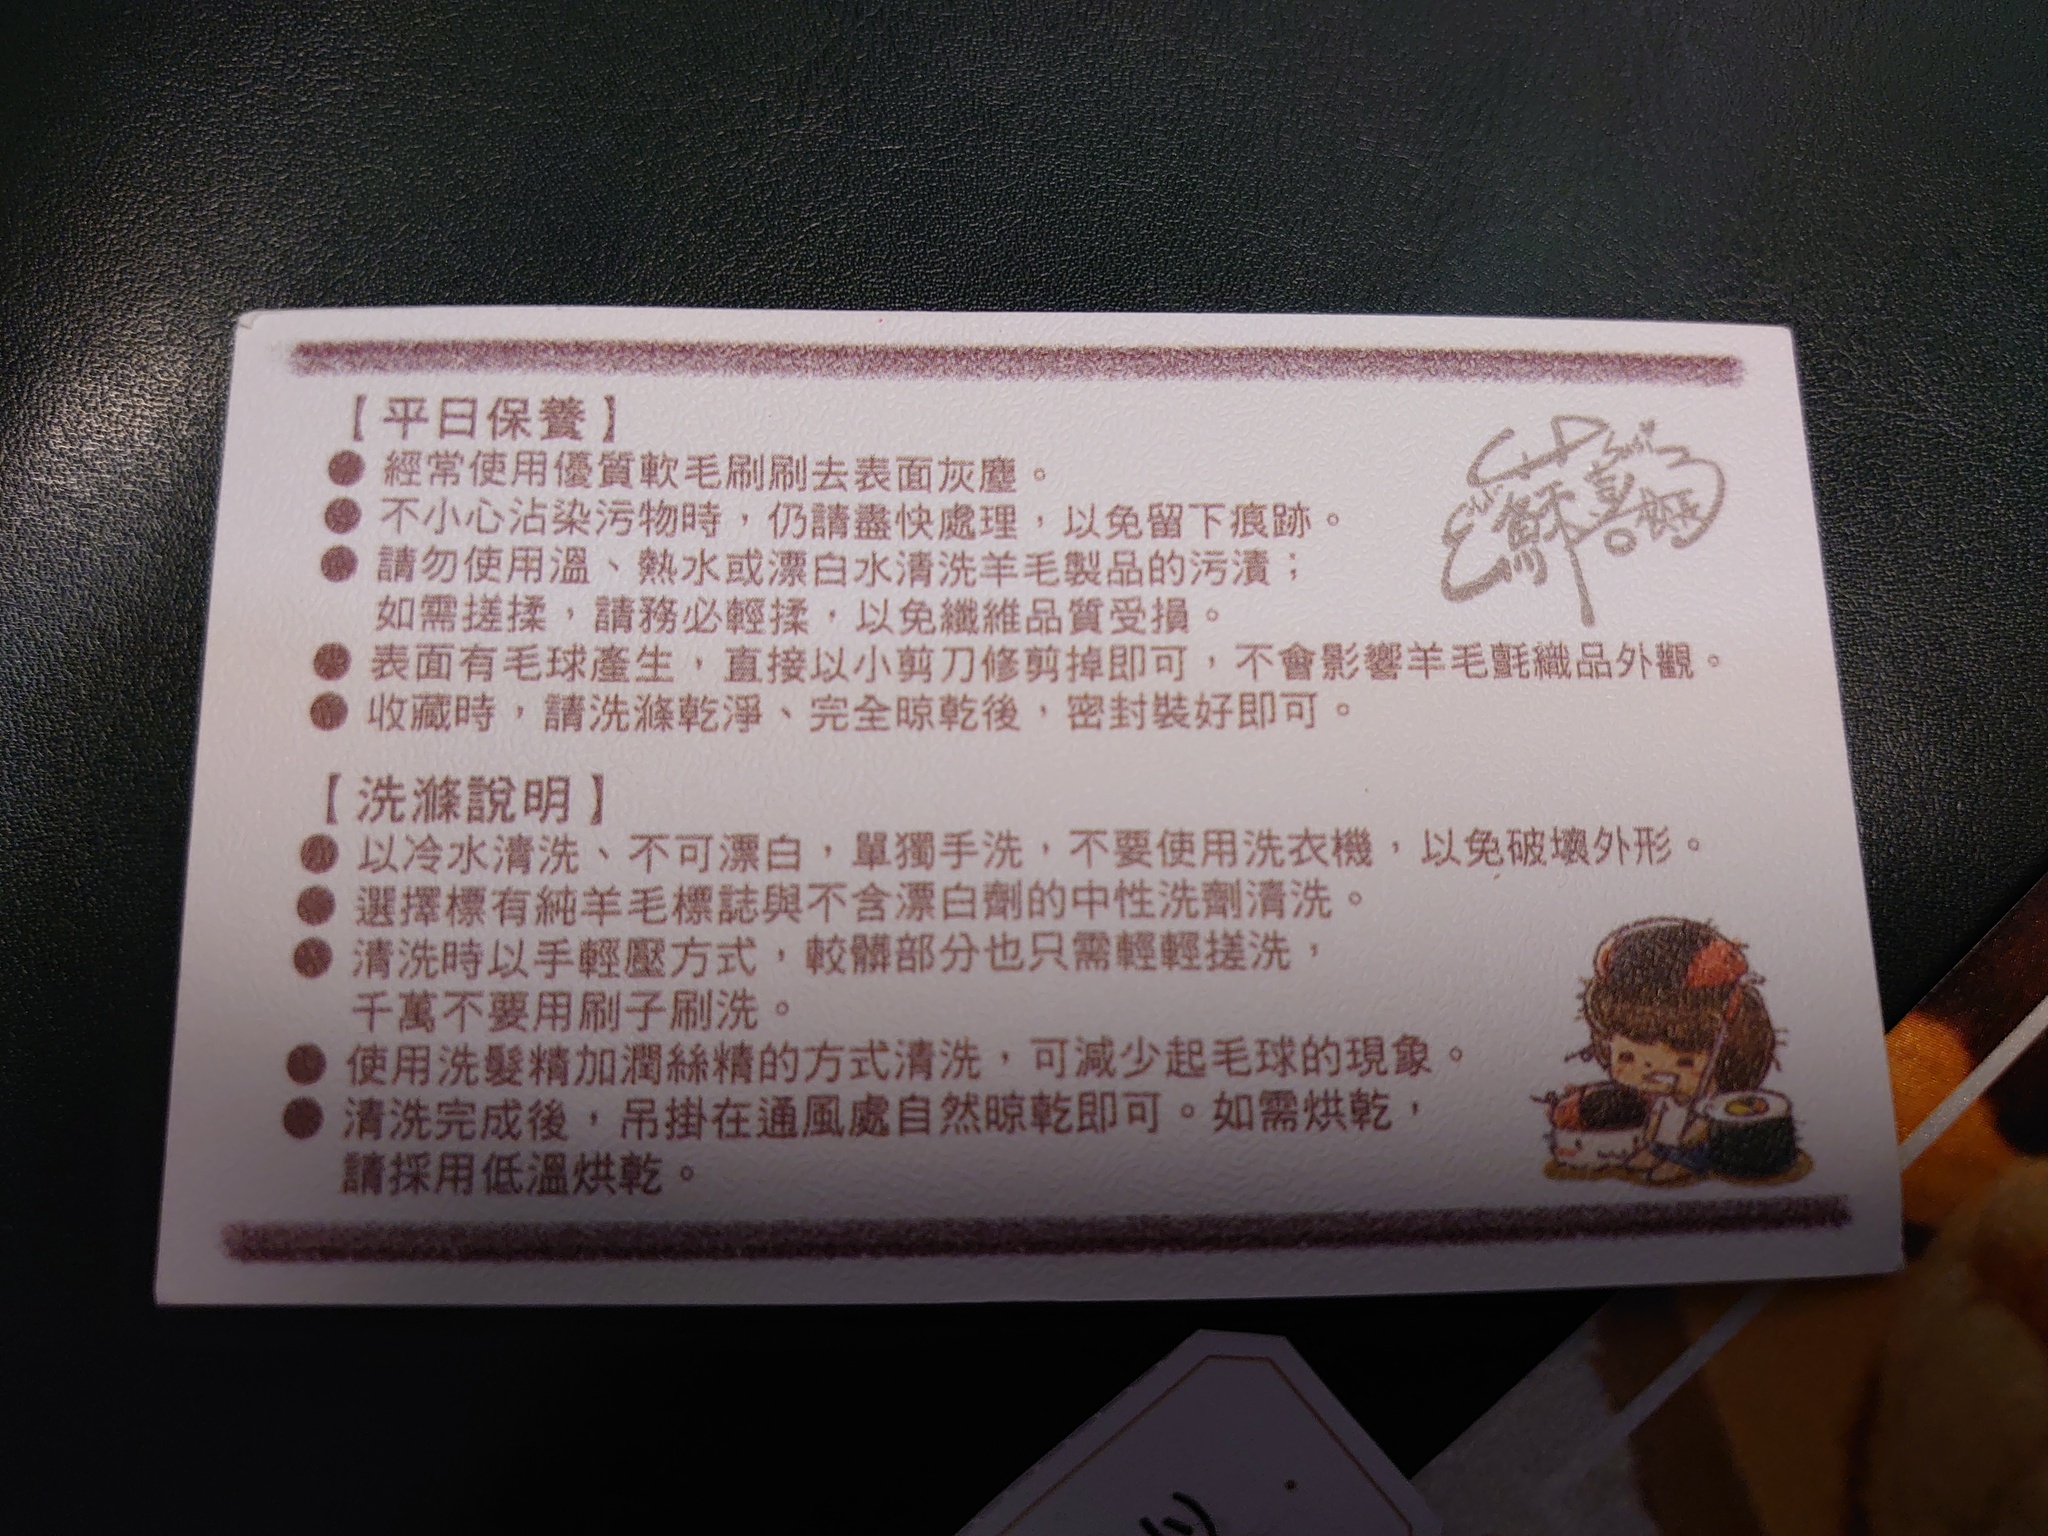 【平日保養】
●經常使用優質軟毛刷刷去表面灰塵。
●不小心沾染污物時，仍請盡快處理，以免留下痕跡。
●請勿使用溫、熱水或漂白水清洗羊毛製品的污漬；
如需搓揉，請務必輕揉，以免纖維品質受損。
●表面有毛球產生，直接以小剪刀修剪掉即可，不會影響羊毛氈織品外觀。
●收藏時，請洗滌乾淨、完全晾乾後，密封裝好即可。
蘇喜媽
【洗滌說明】
●以冷水清洗、不可漂白，單獨手洗，不要使用洗衣機，以免破壞外形。
●選擇標有純羊毛標誌與不含漂白劑的中性洗劑清洗。
●清洗時以手輕壓方式，較髒部分也只需輕輕搓洗，
千萬不要用刷子刷洗。
●使用洗髮精加潤絲精的方式清洗，可減少起毛球的現象。
●清洗完成後，吊掛在通風處自然晾乾即可。如需烘乾，
請採用低溫烘乾。